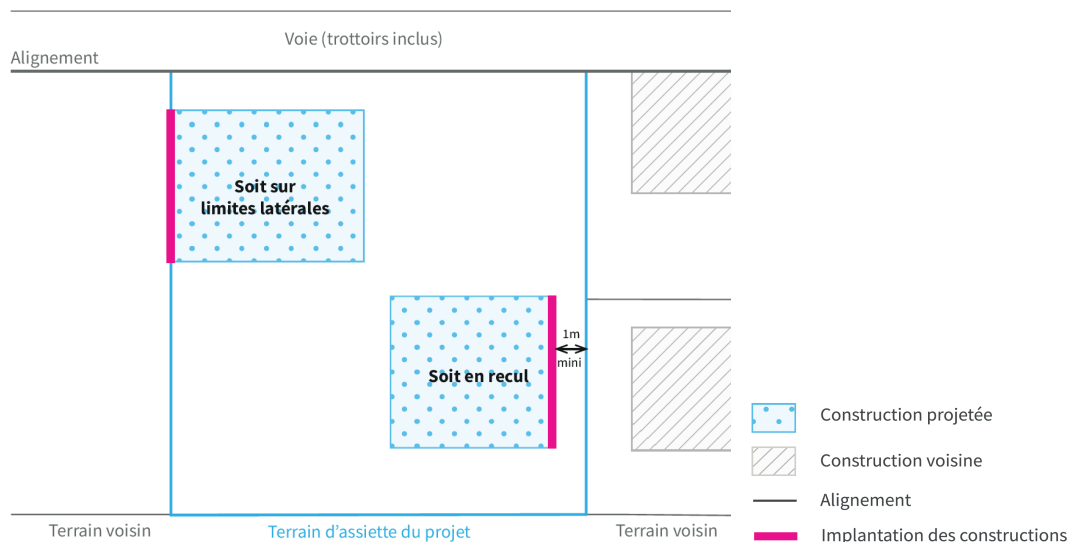 Voie (trottoirs inclus)
Alignement
Soit sur
limites latérales
1m
mini
Soit en recul
Construction projetée
Construction voisine
Alignement
Implantation des constructions
Terrain voisin
Terrain d’assiette du projet
Terrain voisin